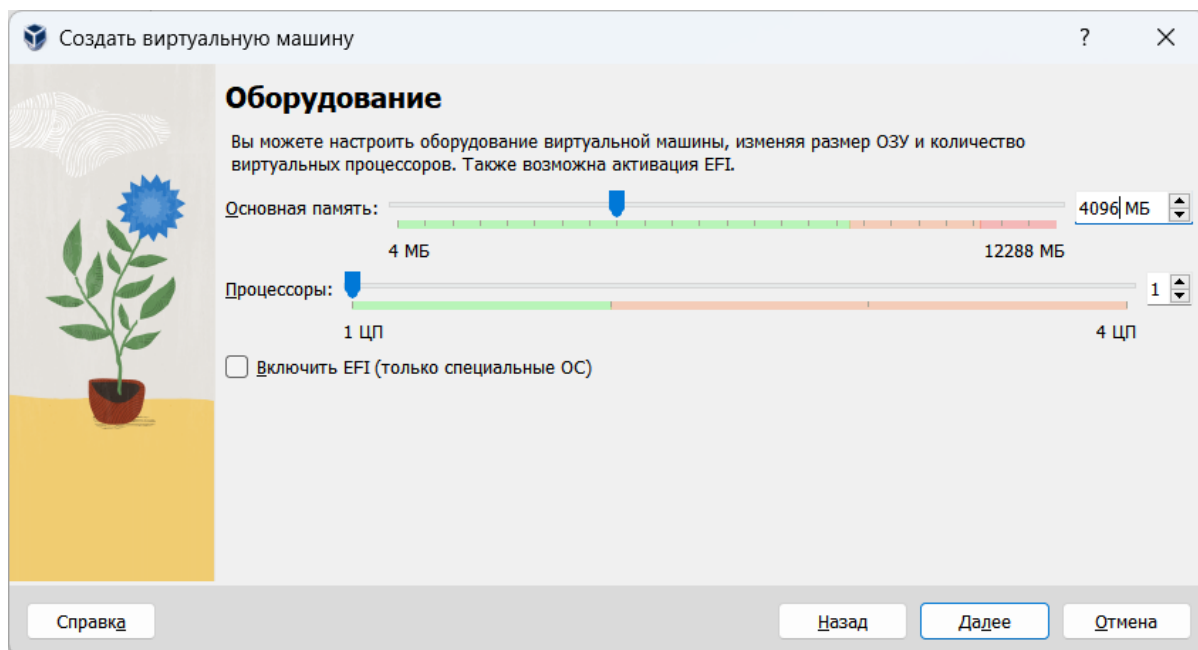 Создать виртуальную машину
?
Оборудование
Вы можете настроить оборудование виртуальной машины, изменяя размер ОЗУ и количество
виртуальных процессоров. Также возможна активация EFI.
Основная память:
4096 МБ
4 МБ
12288 МБ
Процессоры:
1
1 ЦП
4 ЦП
Включить EFI (только специальные ОС)
Справка
Назад
Далее
Отмена